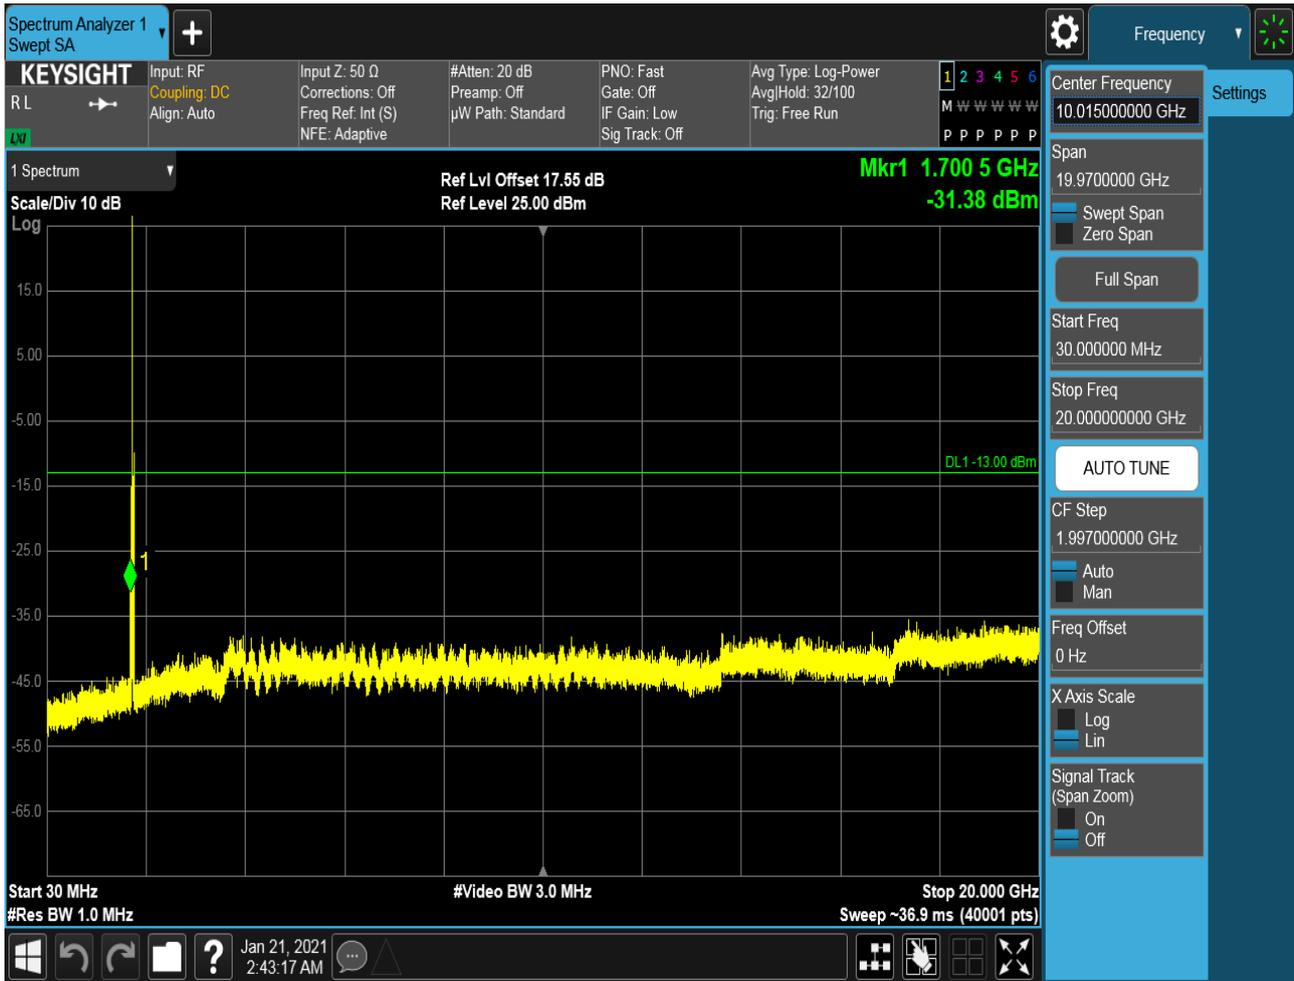 Spectrum Analyzer 1
Swept SA
+
Frequency
KEYSIGHT
R L
LXI
Input: RF
Coupling: DC
Align: Auto
Input Z: 50 Ω
Corrections: Off
Freq Ref: Int (S)
NFE: Adaptive
#Atten: 20 dB
Preamp: Off
µW Path: Standard
PNO: Fast
Gate: Off
IF Gain: Low
Sig Track: Off
Avg Type: Log-Power
Avg|Hold: 32/100
Trig: Free Run
1 2 3 4 5 6
M W W W W W
P P P P P P
1 Spectrum
Scale/Div 10 dB
Log
Ref Lvl Offset 17.55 dB
Ref Level 25.00 dBm
Mkr1 1.700 5 GHz
-31.38 dBm
15.0
5.00
-5.00
DL1 -13.00 dBm
-15.0
-25.0
1
-35.0
-45.0
-55.0
-65.0
Start 30 MHz
#Video BW 3.0 MHz
Stop 20.000 GHz
#Res BW 1.0 MHz
Sweep ~36.9 ms (40001 pts)
?
Jan 21, 2021
2:43:17 AM
Center Frequency
10.015000000 GHz
Settings
Span
19.9700000 GHz
Swept Span
Zero Span
Full Span
Start Freq
30.000000 MHz
Stop Freq
20.000000000 GHz
AUTO TUNE
CF Step
1.997000000 GHz
Auto
Man
Freq Offset
0 Hz
X Axis Scale
Log
Lin
Signal Track
(Span Zoom)
On
Off